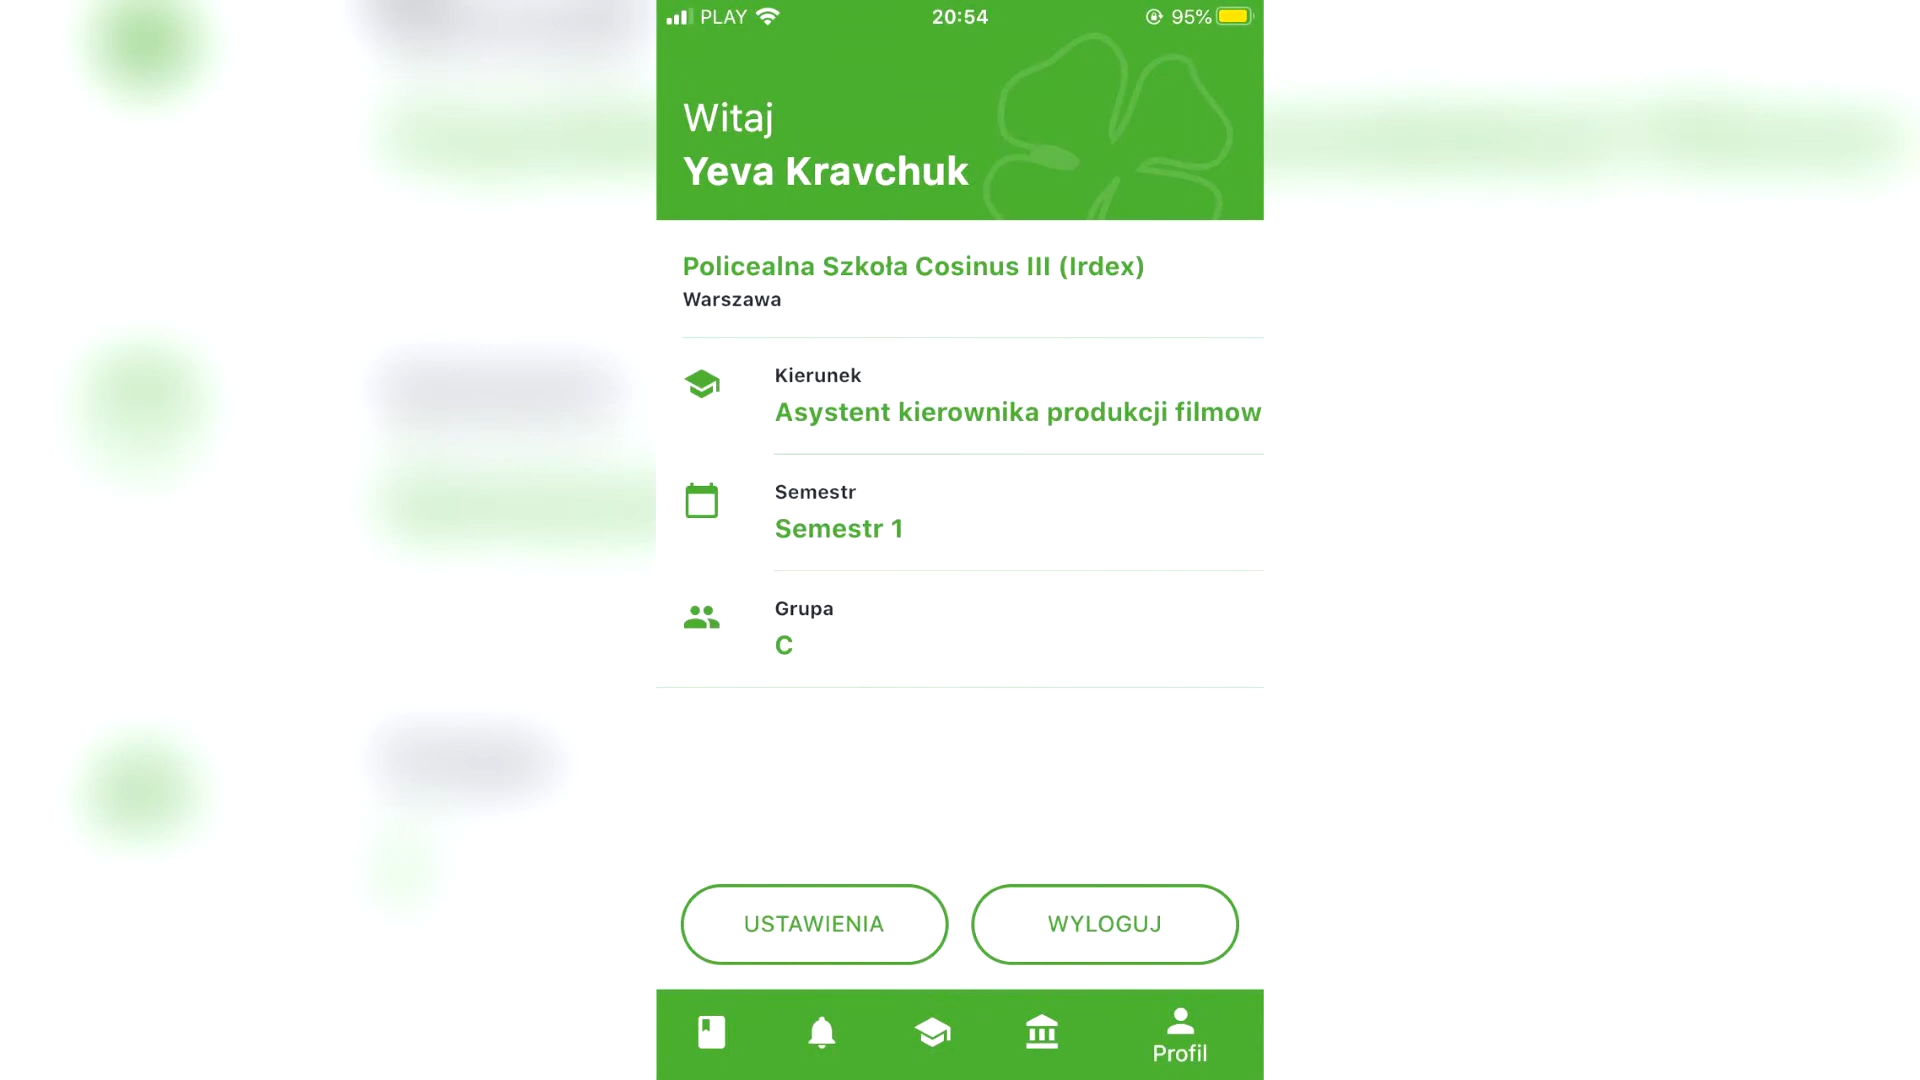 PLAY 20:54 95%
Witaj
Yeva Kravchuk
Policealna Szkoła Cosinus III (Irdex)
Warszawa
Kierunek
Asystent kierownika produkcji filmow
Semestr
Semestr 1
Grupa
C
USTAWIENIA WYLOGUJ
Profil